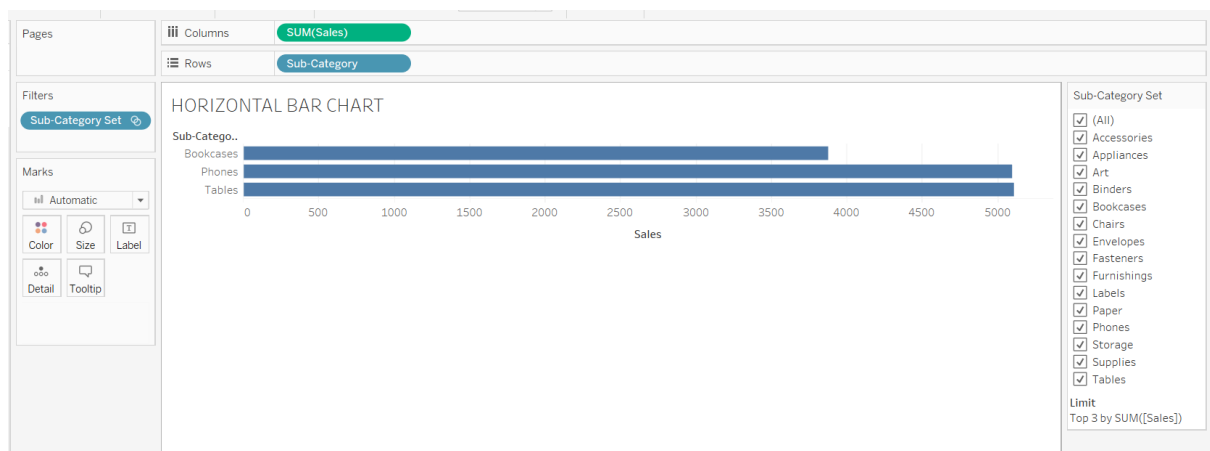 Pages
Columns
SUM(Sales)
Rows
Sub-Category
Filters
Sub-Category Set
Marks
Automatic
Color
Size
Label
Detail
Tooltip
HORIZONTAL BAR CHART
Sub-Catego..
Bookcases
Phones
Tables
0 500 1000 1500 2000 2500 3000 3500 4000 4500 5000
Sales
Sub-Category Set
(All)
Accessories
Appliances
Art
Binders
Bookcases
Chairs
Envelopes
Fasteners
Furnishings
Labels
Paper
Phones
Storage
Supplies
Tables
Limit
Top 3 by SUM([Sales])